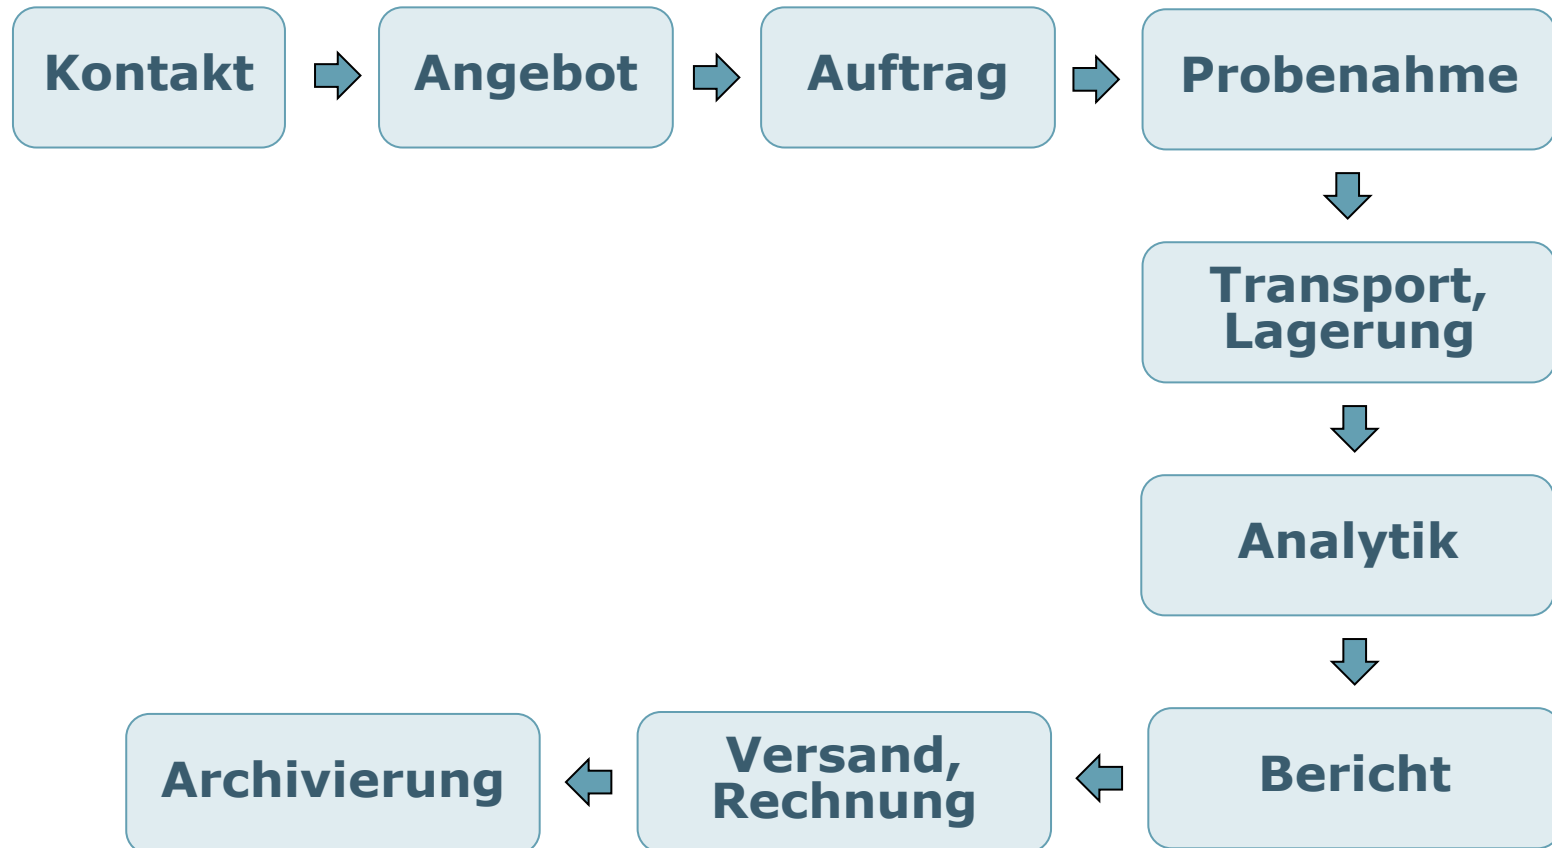 Kontakt
Angebot
Auftrag
Probenahme
Transport,
Lagerung
Analytik
Bericht
Versand,
Rechnung
Archivierung